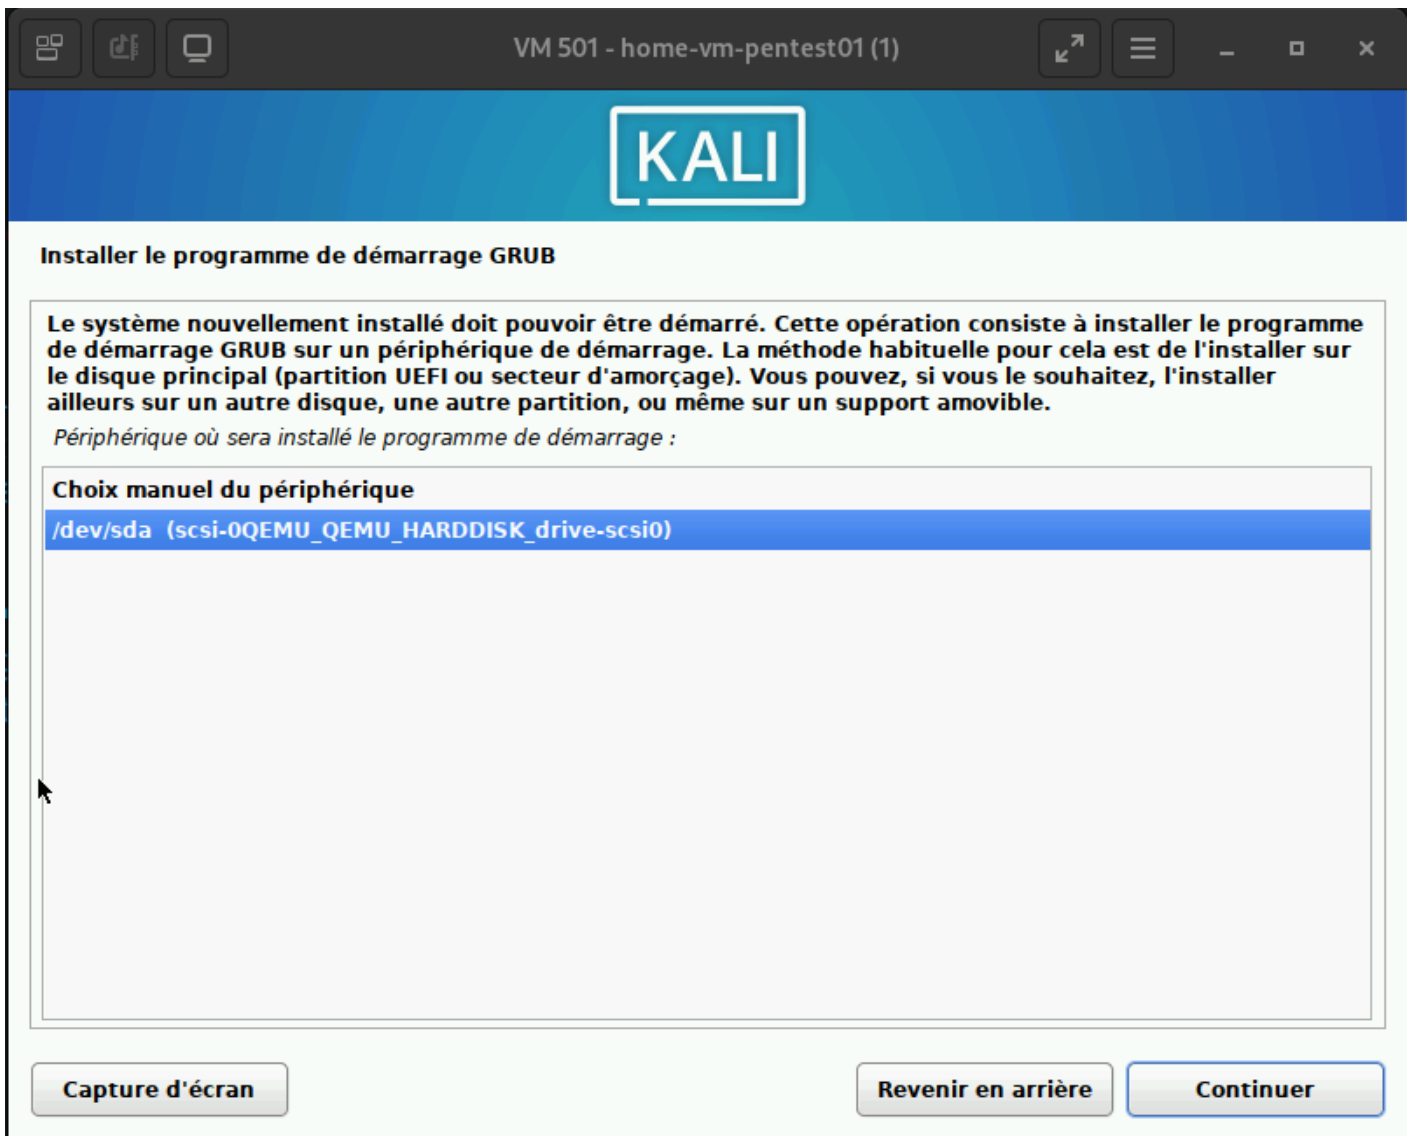 VM 501 - home-vm-pentest01 (1)
KALI
Installer le programme de démarrage GRUB
Le système nouvellement installé doit pouvoir être démarré. Cette opération consiste à installer le programme
de démarrage GRUB sur un périphérique de démarrage. La méthode habituelle pour cela est de l'installer sur
le disque principal (partition UEFI ou secteur d'amorçage). Vous pouvez, si vous le souhaitez, l'installer
ailleurs sur un autre disque, une autre partition, ou même sur un support amovible.
Périphérique où sera installé le programme de démarrage :
Choix manuel du périphérique
/dev/sda  (scsi-0QEMU_QEMU_HARDDISK_drive-scsi0)
Capture d'écran
Revenir en arrière
Continuer